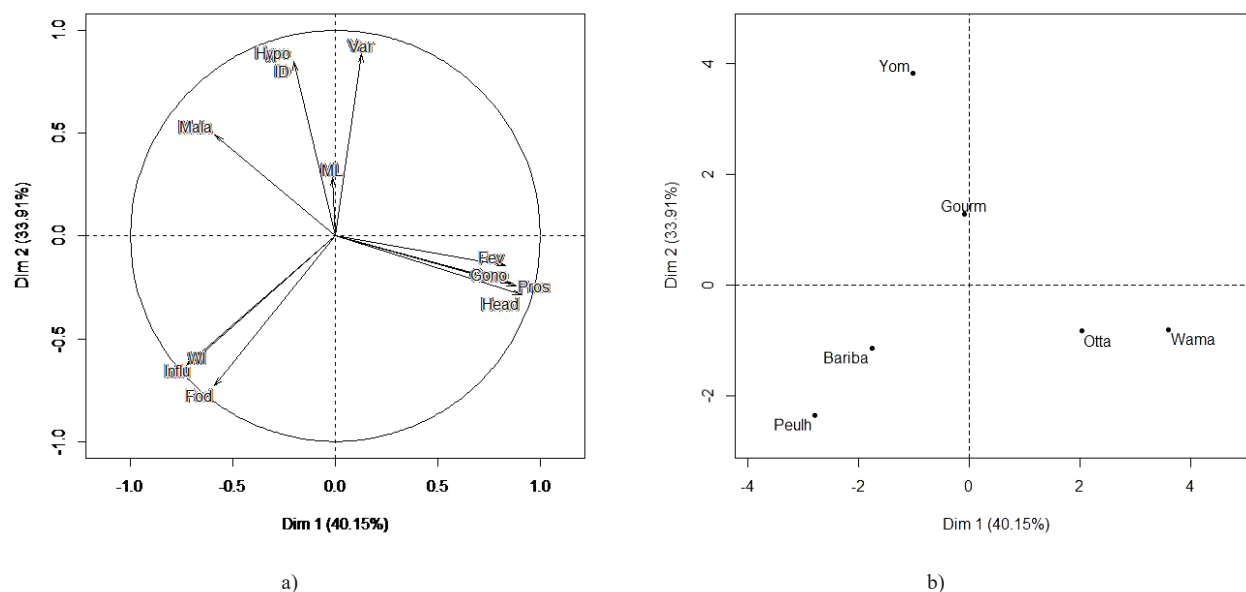 Hypo
Var
ID
Mala
ML
Fev
Gono
Pros
Head
WI
Influ
Fod
1.0
0.5
0.0
-0.5
-1.0
Dim 2 (33.91%)
-1.0
-0.5
0.0
0.5
1.0
Dim 1 (40.15%)
a)
Yom
Gourm
Otta
Wama
Bariba
Peulh
4
2
0
-2
Dim 2 (33.91%)
-4
-2
0
2
4
Dim 1 (40.15%)
b)